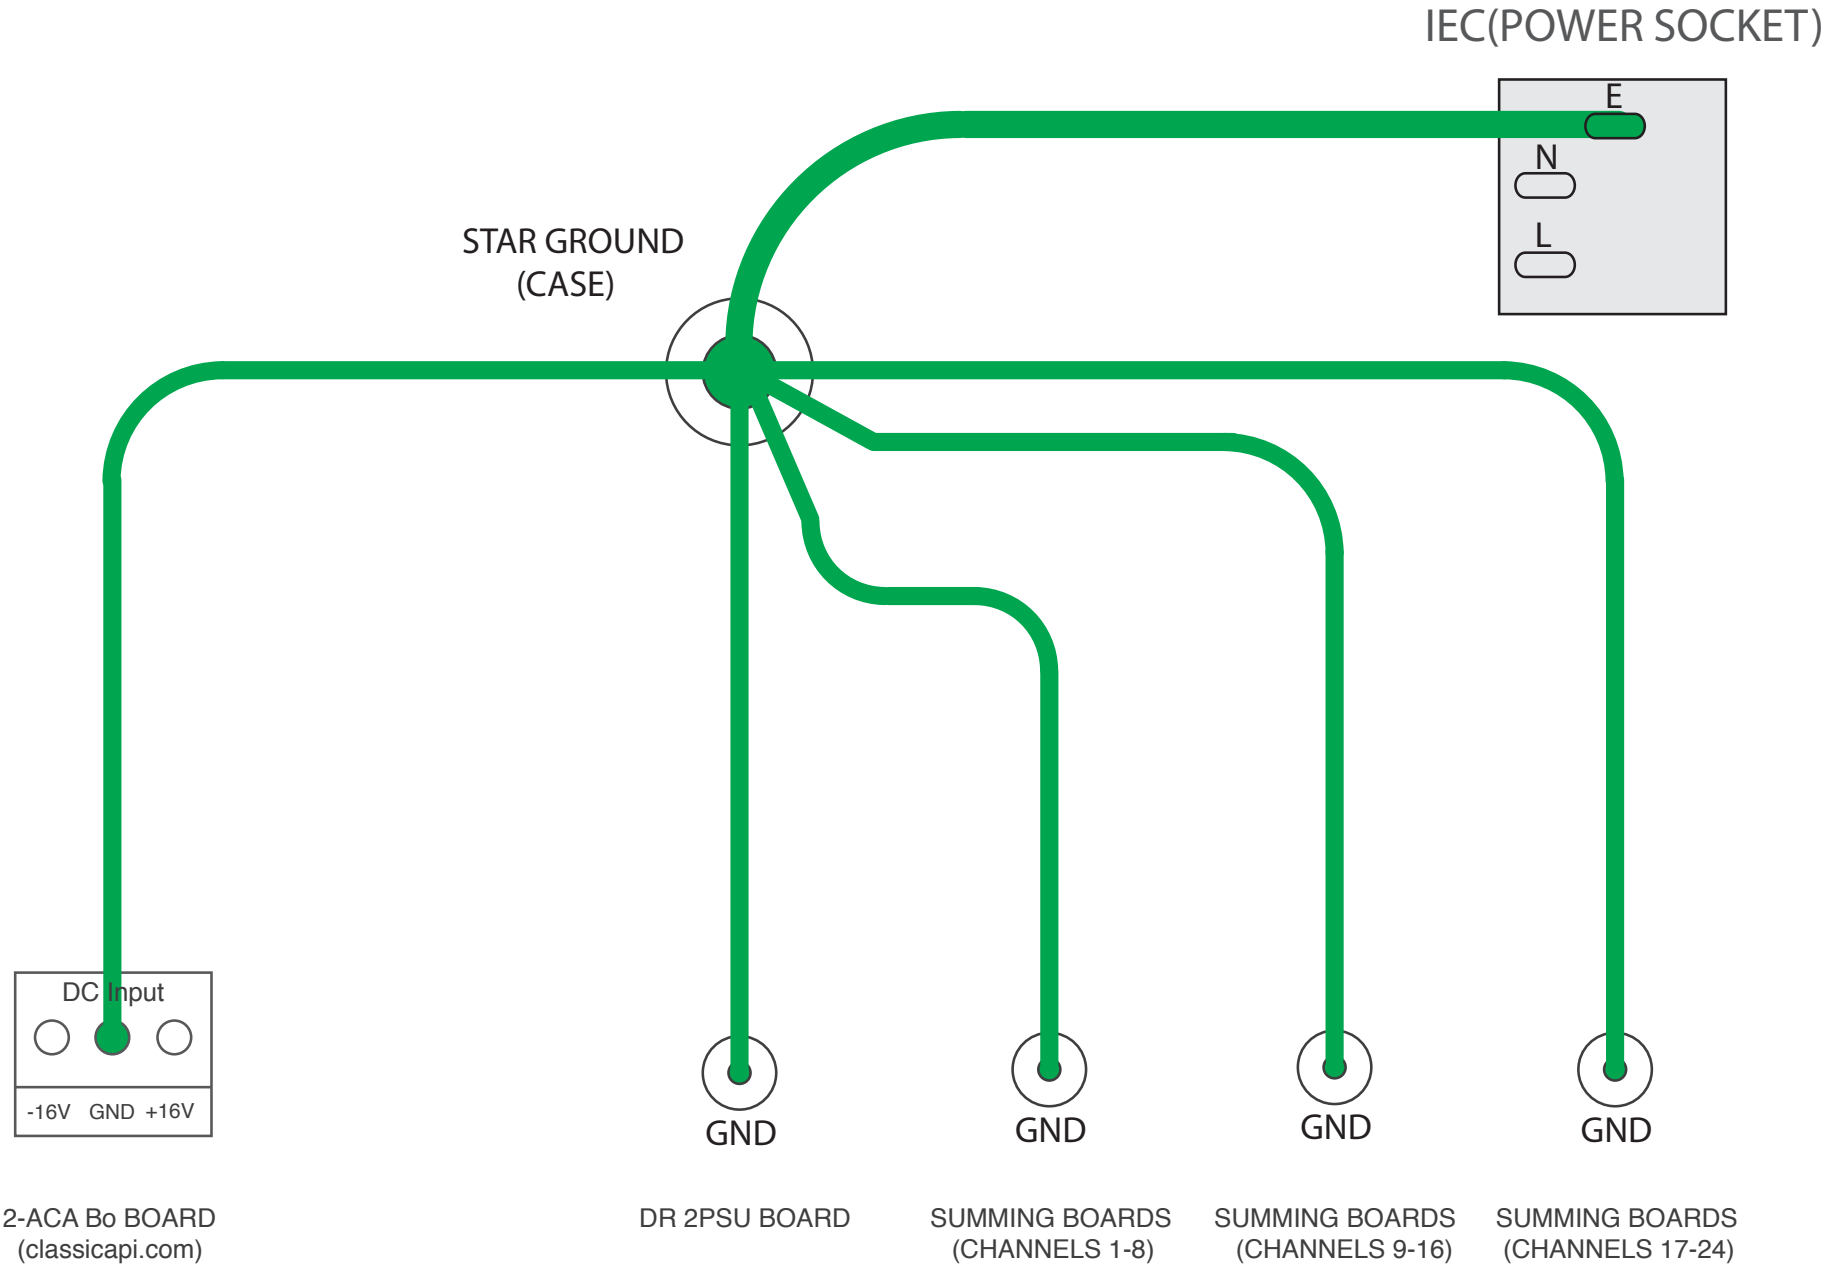 IEC(POWER SOCKET)
E
N
L
STAR GROUND
(CASE)
DC Input
-16V GND +16V
GND
GND
GND
GND
2-ACA Bo BOARD
(classicapi.com)
DR 2PSU BOARD
SUMMING BOARDS
(CHANNELS 1-8)
SUMMING BOARDS
(CHANNELS 9-16)
SUMMING BOARDS
(CHANNELS 17-24)